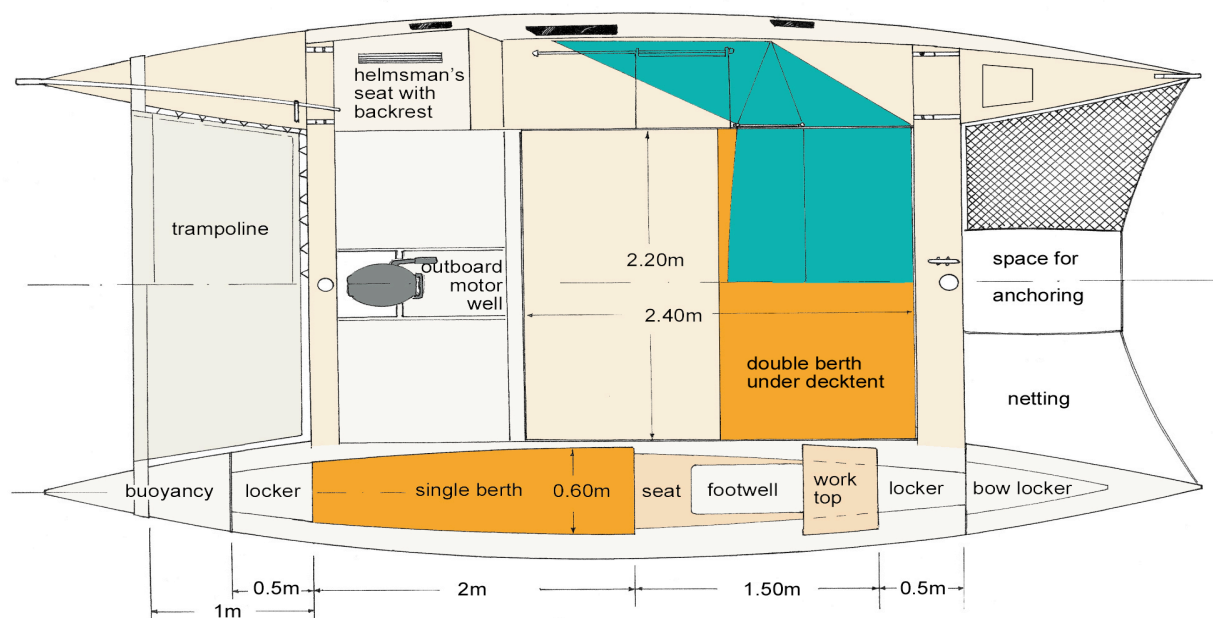 helmsman's
seat with
backrest
trampoline
outboard
motor
well
2.20m
2.40m
space for
anchoring
double berth
under decktent
netting
buoyancy
locker
single berth
0.60m
seat
footwell
work
top
locker
bow locker
0.5m
2m
1.50m
0.5m
1m